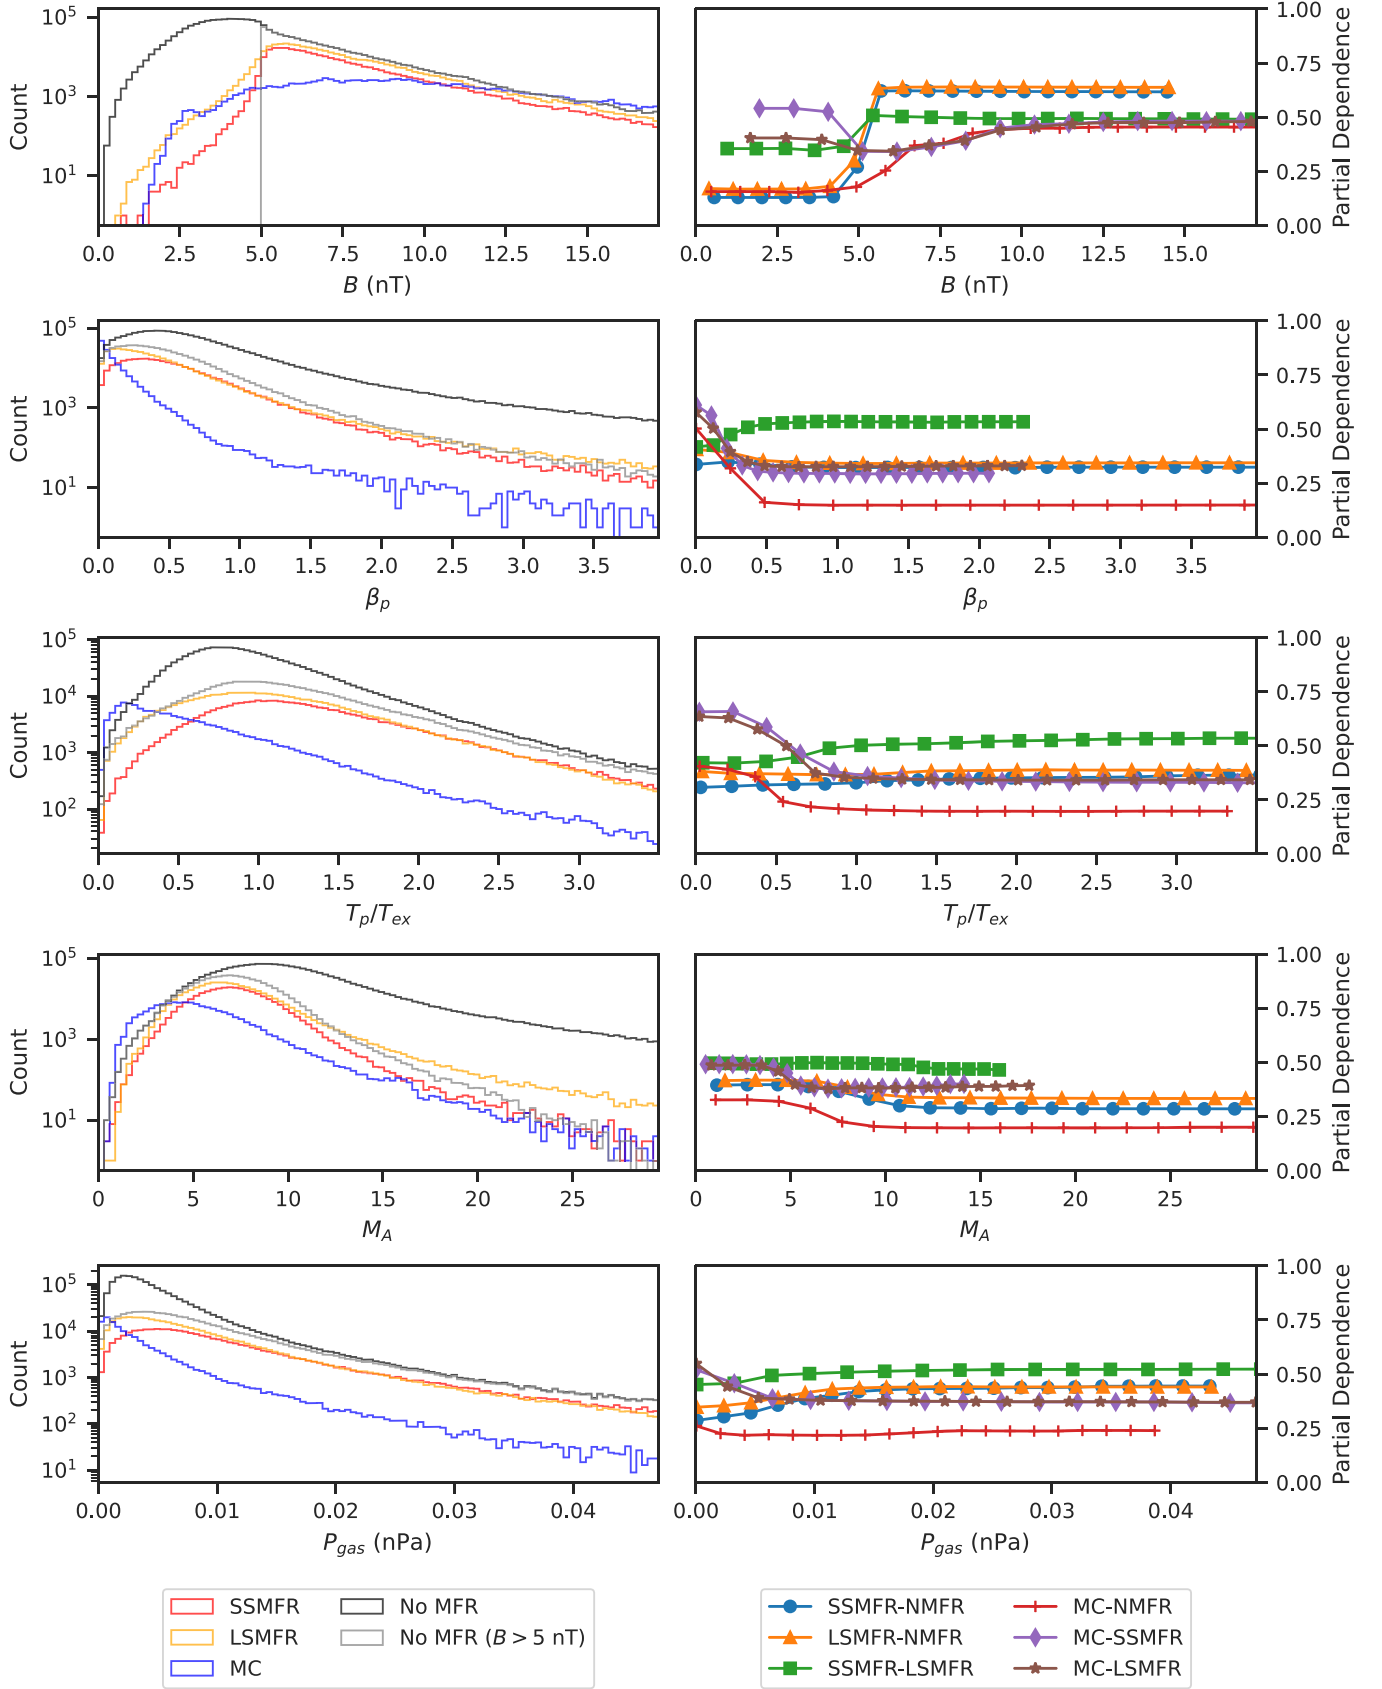 10^5
10^3
10^1
Count
0.0 2.5 5.0 7.5 10.0 12.5 15.0
B (nT)
1.00
0.75
0.50
0.25
0.00
Partial Dependence
0.0 2.5 5.0 7.5 10.0 12.5 15.0
B (nT)
10^5
10^3
10^1
Count
0.0 0.5 1.0 1.5 2.0 2.5 3.0 3.5
β_p
1.00
0.75
0.50
0.25
0.00
Partial Dependence
0.0 0.5 1.0 1.5 2.0 2.5 3.0 3.5
β_p
10^5
10^4
10^3
10^2
Count
0.0 0.5 1.0 1.5 2.0 2.5 3.0
T_p/T_ex
1.00
0.75
0.50
0.25
0.00
Partial Dependence
0.0 0.5 1.0 1.5 2.0 2.5 3.0
T_p/T_ex
10^5
10^3
10^1
Count
0 5 10 15 20 25
M_A
1.00
0.75
0.50
0.25
0.00
Partial Dependence
0 5 10 15 20 25
M_A
10^5
10^4
10^3
10^2
10^1
Count
0.00 0.01 0.02 0.03 0.04
P_gas (nPa)
1.00
0.75
0.50
0.25
0.00
Partial Dependence
0.00 0.01 0.02 0.03 0.04
P_gas (nPa)
SSMFR
LSMFR
MC
No MFR
No MFR (B > 5 nT)
SSMFR-NMFR
LSMFR-NMFR
SSMFR-LSMFR
MC-NMFR
MC-SSMFR
MC-LSMFR